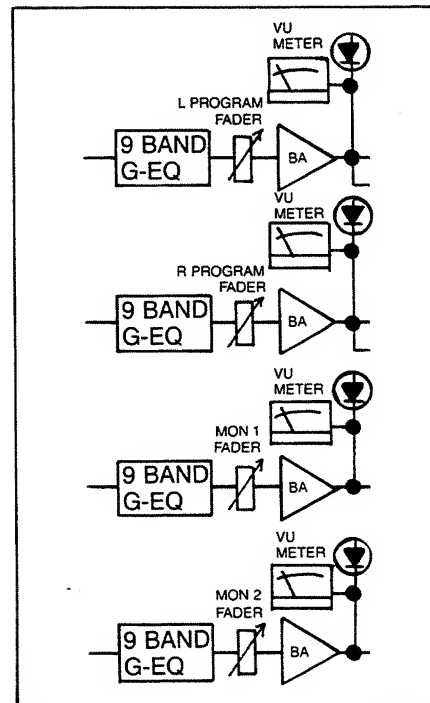 VU
METER
L PROGRAM
FADER
9 BAND
G-EQ
BA
VU
METER
R PROGRAM
FADER
9 BAND
G-EQ
BA
VU
METER
MON 1
FADER
9 BAND
G-EQ
BA
VU
METER
MON 2
FADER
9 BAND
G-EQ
BA